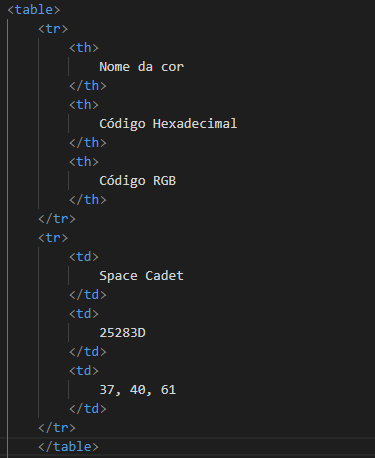 <table>
<tr>
<th>
Nome da cor
</th>
<th>
Código Hexadecimal
</th>
<th>
Código RGB
</th>
</tr>
<tr>
<td>
Space Cadet
</td>
<td>
25283D
</td>
<td>
37, 40, 61
</td>
</tr>
</table>